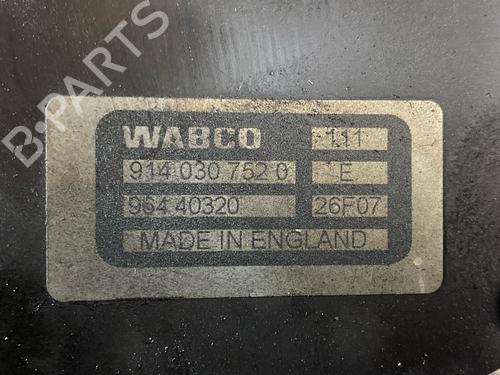 B-PARTS
WABCO 111
914 030 752 0 E
964 40320 26F07
MADE IN ENGLAND